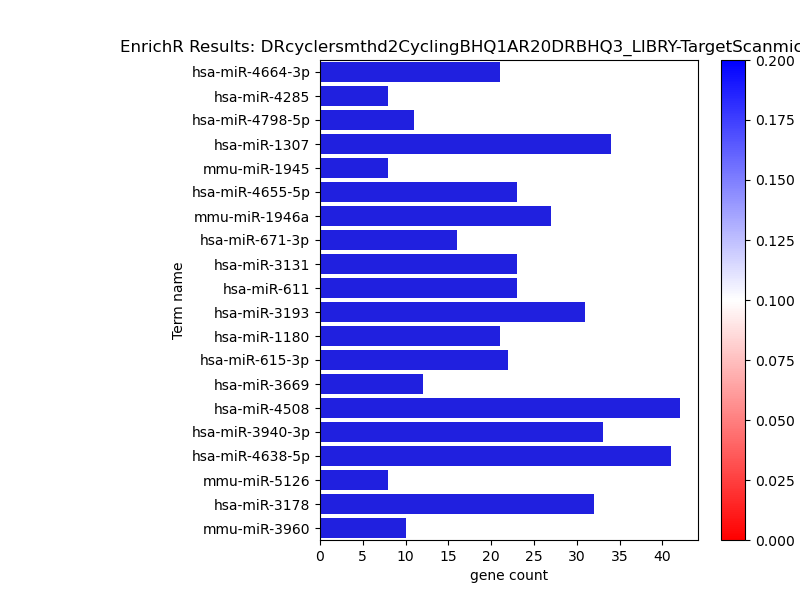 EnrichR Results: DRcyclersmthd2CyclingBHQ1AR20DRBHQ3_LIBRY-TargetScanmic
hsa-miR-4664-3p
hsa-miR-4285
hsa-miR-4798-5p
hsa-miR-1307
mmu-miR-1945
hsa-miR-4655-5p
mmu-miR-1946a
hsa-miR-671-3p
hsa-miR-3131
hsa-miR-611
hsa-miR-3193
hsa-miR-1180
hsa-miR-615-3p
hsa-miR-3669
hsa-miR-4508
hsa-miR-3940-3p
hsa-miR-4638-5p
mmu-miR-5126
hsa-miR-3178
mmu-miR-3960
Term name
0 5 10 15 20 25 30 35 40
gene count
0.200
0.175
0.150
0.125
0.100
0.075
0.050
0.025
0.000